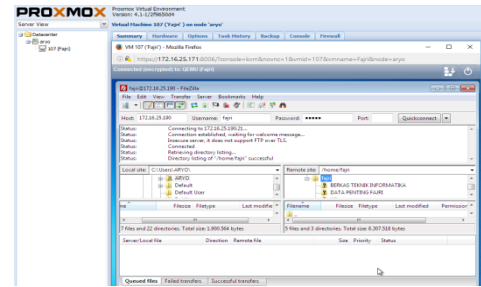 PROXMOX
Proxmox Virtual Environment
Version: 4.1-1/2f9650d4
Server View
Virtual Machine 107 ('Fajri') on node 'aryo'
Datacenter
aryo
107 (Fajri)
Summary Hardware Options Task History Backup Console Firewall
VM 107 ('Fajri') - Mozilla Firefox
https://172.16.25.171:8006/?console=kvm&novnc=1&vmid=107&vmname=Fajri&node=aryo
Connected (encrypted) to: QEMU (Fajri)
fajri@172.16.25.190 - FileZilla
File Edit View Transfer Server Bookmarks Help
Host: 172.16.25.190 Username: fajri Password: ••••• Port: Quickconnect
Status: Connecting to 172.16.25.190:21...
Status: Connection established, waiting for welcome message...
Status: Insecure server, it does not support FTP over TLS.
Status: Connected
Status: Retrieving directory listing...
Status: Directory listing of "/home/fajri" successful
Local site: C:\Users\ARYO\
Remote site: /home/fajri
ARYO
Default
Default User
fajri
BERKAS TEKNIK INFORMATIKA
DATA PENTING FAJRI
Filesize Filetype Last modifie
Filename Filesize Filetype Last modified Permission
7 files and 22 directories. Total size: 1.900.564 bytes
5 files and 3 directories. Total size: 6.307.518 bytes
Server/Local file Direction Remote file Size Priority Status
Queued files Failed transfers Successful transfers